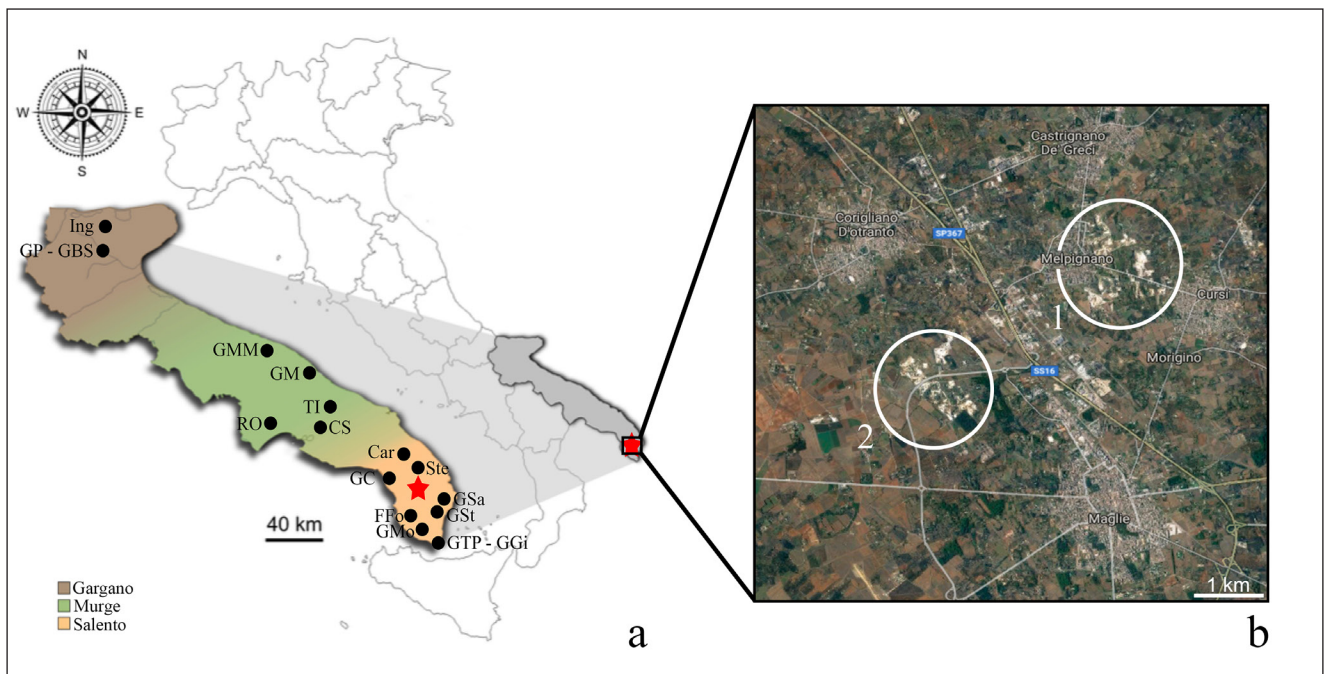 N
W
E
S
Ing
GP - GBS
GMM
GM
TI
RO
CS
Car
Ste
GC
GSa
GSt
FFo
GMo
GTP - GGi
40 km
Gargano
Murge
Salento
a
Castrignano
De' Greci
Corigliano
D'otranto
SP367
Melpignano
Cursi
1
Morigino
SS16
2
Maglie
1 km
b